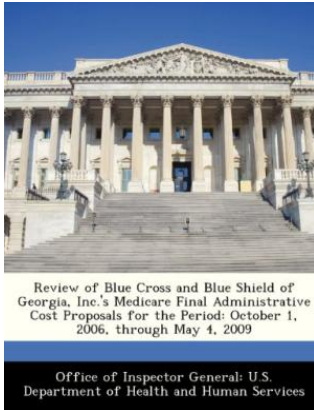 Review of Blue Cross and Blue Shield of
Georgia, Inc.'s Medicare Final Administrative
Cost Proposals for the Period: October 1,
2006, through May 4, 2009
Office of Inspector General: U.S.
Department of Health and Human Services